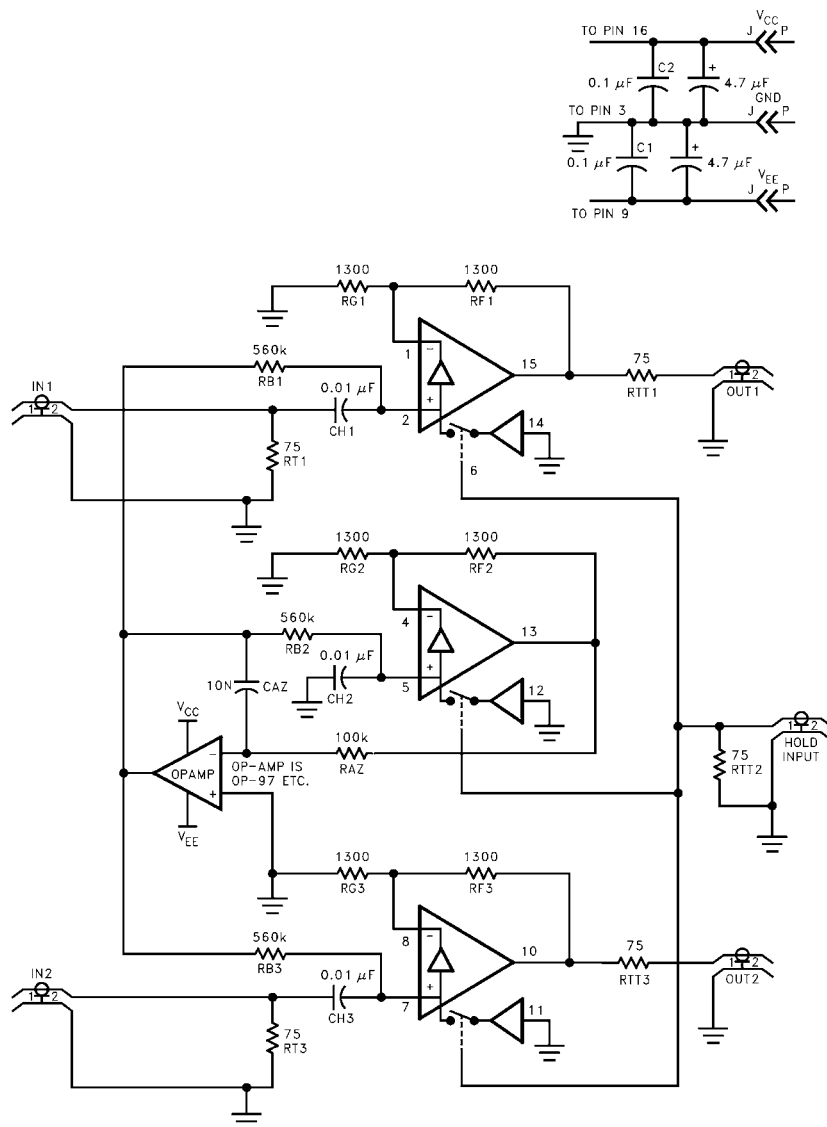 TO PIN 16
VCC
J P
C2
+
0.1 µF
4.7 µF
TO PIN 3
GND
J P
C1
+
0.1 µF
4.7 µF
VEE
J P
TO PIN 9
1300
RG1
1300
RF1
560k
RB1
1
−
15
75
RTT1
OUT1
1 2
IN1
1 2
0.01 µF
CH1
+
2
14
75
RT1
6
1300
RG2
1300
RF2
560k
RB2
4
−
13
0.01 µF
CH2
+
5
12
10N
CAZ
VCC
100k
RAZ
−
OPAMP
+
OP-AMP IS
OP-97 ETC.
VEE
1 2
HOLD
INPUT
75
RTT2
1300
RG3
1300
RF3
560k
RB3
8
−
10
75
RTT3
1 2
OUT2
IN2
1 2
0.01 µF
CH3
+
7
11
75
RT3